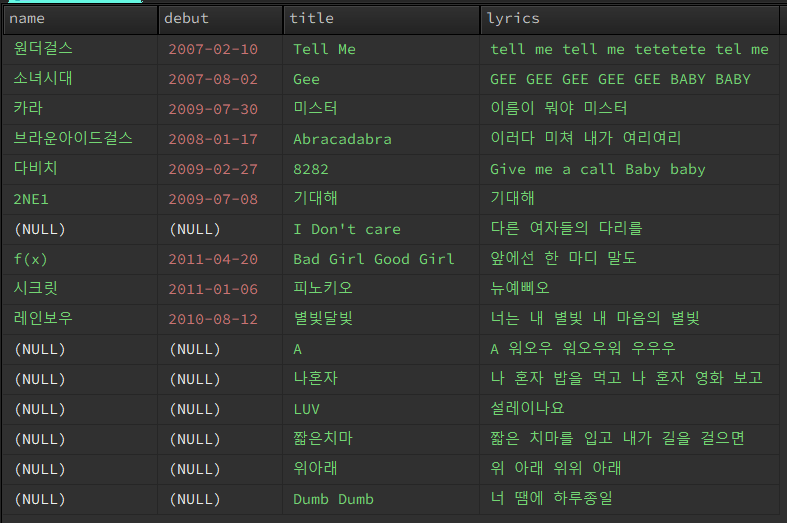 name debut title lyrics
원더걸스 2007-02-10 Tell Me tell me tell me tetetete tel me
소녀시대 2007-08-02 Gee GEE GEE GEE GEE GEE BABY BABY
카라 2009-07-30 미스터 이름이 뭐야 미스터
브라운아이드걸스 2008-01-17 Abracadabra 이러다 미쳐 내가 여리여리
다비치 2009-02-27 8282 Give me a call Baby baby
2NE1 2009-07-08 기대해 기대해
(NULL) (NULL) I Don't care 다른 여자들의 다리를
f(x) 2011-04-20 Bad Girl Good Girl 앞에선 한 마디 말도
시크릿 2011-01-06 피노키오 뉴예삐오
레인보우 2010-08-12 별빛달빛 너는 내 별빛 내 마음의 별빛
(NULL) (NULL) A A 워오우 워오우워 우우우
(NULL) (NULL) 나혼자 나 혼자 밥을 먹고 나 혼자 영화 보고
(NULL) (NULL) LUV 설레이나요
(NULL) (NULL) 짧은치마 짧은 치마를 입고 내가 길을 걸으면
(NULL) (NULL) 위아래 위 아래 위위 아래
(NULL) (NULL) Dumb Dumb 너 땜에 하루종일